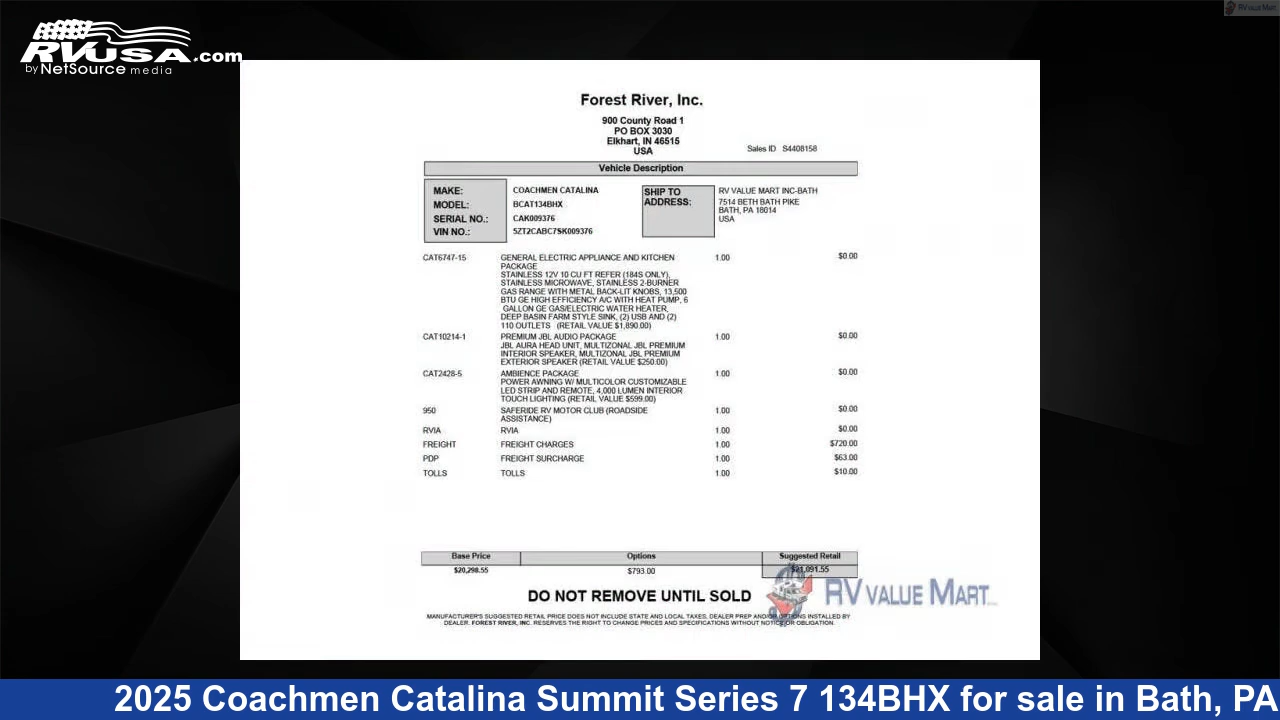 RV VALUE MART
RVUSA.com
by NetSource media
Forest River, Inc.
900 County Road 1
PO BOX 3030
Elkhart, IN 46515
USA
Sales ID S4408158
Vehicle Description
MAKE: COACHMEN CATALINA
MODEL: BCAT134BHX
SERIAL NO.: CAK009376
VIN NO.: 5ZT2CABC7SK009376
SHIP TO ADDRESS: RV VALUE MART INC-BATH
7514 BETH BATH PIKE
BATH, PA 18014
USA
CAT6747-15 GENERAL ELECTRIC APPLIANCE AND KITCHEN 1.00 $0.00
PACKAGE
STAINLESS 12V 10 CU FT REFER (184S ONLY),
STAINLESS MICROWAVE, STAINLESS 2-BURNER
GAS RANGE WITH METAL BACK-LIT KNOBS, 13,500
BTU GE HIGH EFFICIENCY A/C WITH HEAT PUMP, 6
GALLON GE GAS/ELECTRIC WATER HEATER,
DEEP BASIN FARM STYLE SINK, (2) USB AND (2)
110 OUTLETS (RETAIL VALUE $1,890.00)
CAT10214-1 PREMIUM JBL AUDIO PACKAGE 1.00 $0.00
JBL AURA HEAD UNIT, MULTIZONAL JBL PREMIUM
INTERIOR SPEAKER, MULTIZONAL JBL PREMIUM
EXTERIOR SPEAKER (RETAIL VALUE $250.00)
CAT2428-5 AMBIENCE PACKAGE 1.00 $0.00
POWER AWNING W/ MULTICOLOR CUSTOMIZABLE
LED STRIP AND REMOTE, 4,000 LUMEN INTERIOR
TOUCH LIGHTING (RETAIL VALUE $599.00)
950 SAFERIDE RV MOTOR CLUB (ROADSIDE 1.00 $0.00
ASSISTANCE)
RVIA RVIA 1.00 $0.00
FREIGHT FREIGHT CHARGES 1.00 $720.00
PDP FREIGHT SURCHARGE 1.00 $63.00
TOLLS TOLLS 1.00 $10.00
Base Price Options Suggested Retail
$20,298.55 $793.00 $21,091.55
DO NOT REMOVE UNTIL SOLD
RV VALUE MART
MANUFACTURER'S SUGGESTED RETAIL PRICE DOES NOT INCLUDE STATE AND LOCAL TAXES, DEALER PREP AND/OR OPTIONS INSTALLED BY
DEALER. FOREST RIVER, INC. RESERVES THE RIGHT TO CHANGE PRICES AND SPECIFICATIONS WITHOUT NOTICE OR OBLIGATION.
2025 Coachmen Catalina Summit Series 7 134BHX for sale in Bath, PA